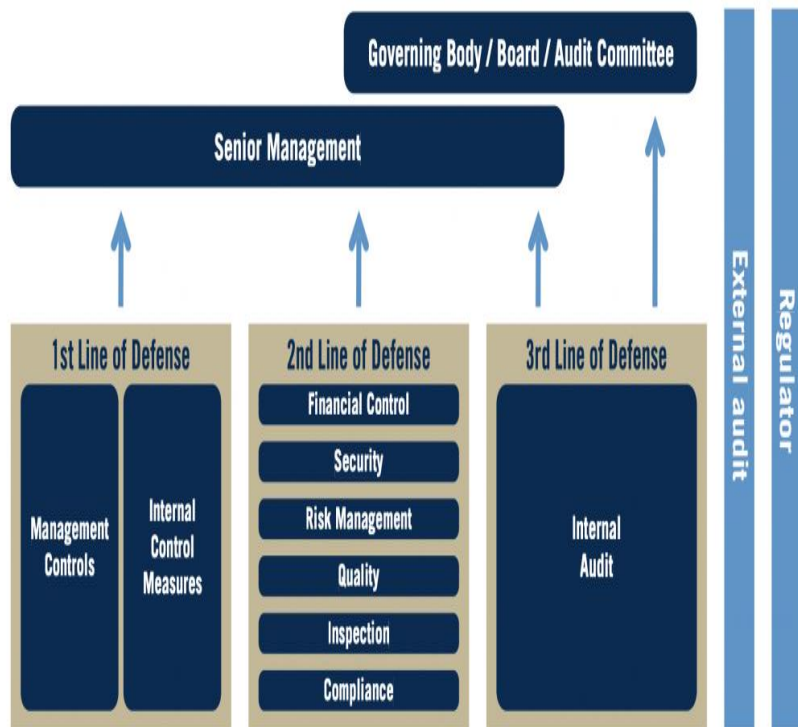 Governing Body / Board / Audit Committee
Senior Management
1st Line of Defense
Management
Controls
Internal
Control
Measures
2nd Line of Defense
Financial Control
Security
Risk Management
Quality
Inspection
Compliance
3rd Line of Defense
Internal
Audit
External audit
Regulator